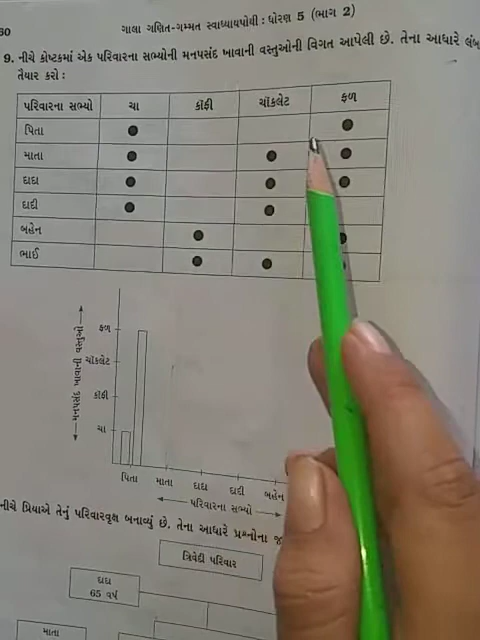 60
ગાલા ગણિત-ગમ્મત સ્વાધ્યાયપોથી : ધોરણ 5 (ભાગ 2)
9. નીચે કોષ્ટકમાં એક પરિવારના સભ્યોની મનપસંદ ખાવાની વસ્તુઓની વિગત આપેલી છે. તેના આધારે
તૈયાર કરો :
પરિવારના સભ્યો ચા કૉફી ચૉકલેટ ફળ
પિતા
માતા
દાદા
દાદી
બહેન
ભાઈ
ફળ
ચૉકલેટ
કૉફી
ચા
મનપસંદ ખાવાની વસ્તુઓ
પિતા માતા દાદા દાદી બહેન
પરિવારના સભ્યો
નીચે પ્રિયાએ તેનું પરિવારવૃક્ષ બનાવ્યું છે. તેના આધારે પ્રશ્નોના
ત્રિવેદી પરિવાર
દાદા
65 વર્ષ
માતા